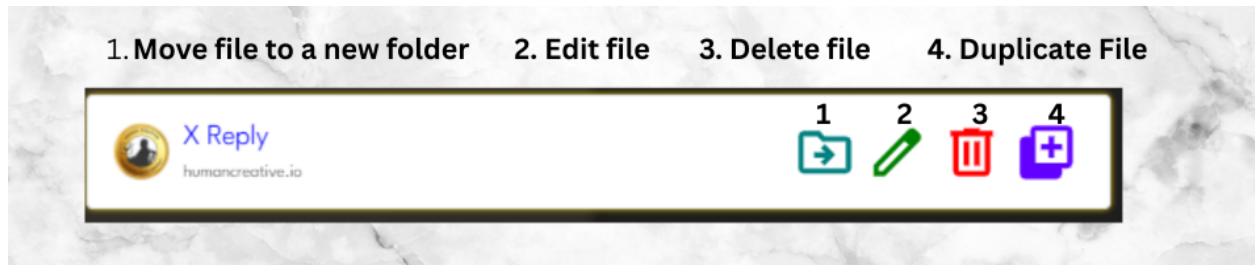 1. Move file to a new folder 2. Edit file 3. Delete file 4. Duplicate File
1 2 3 4
X Reply
humancreative.io